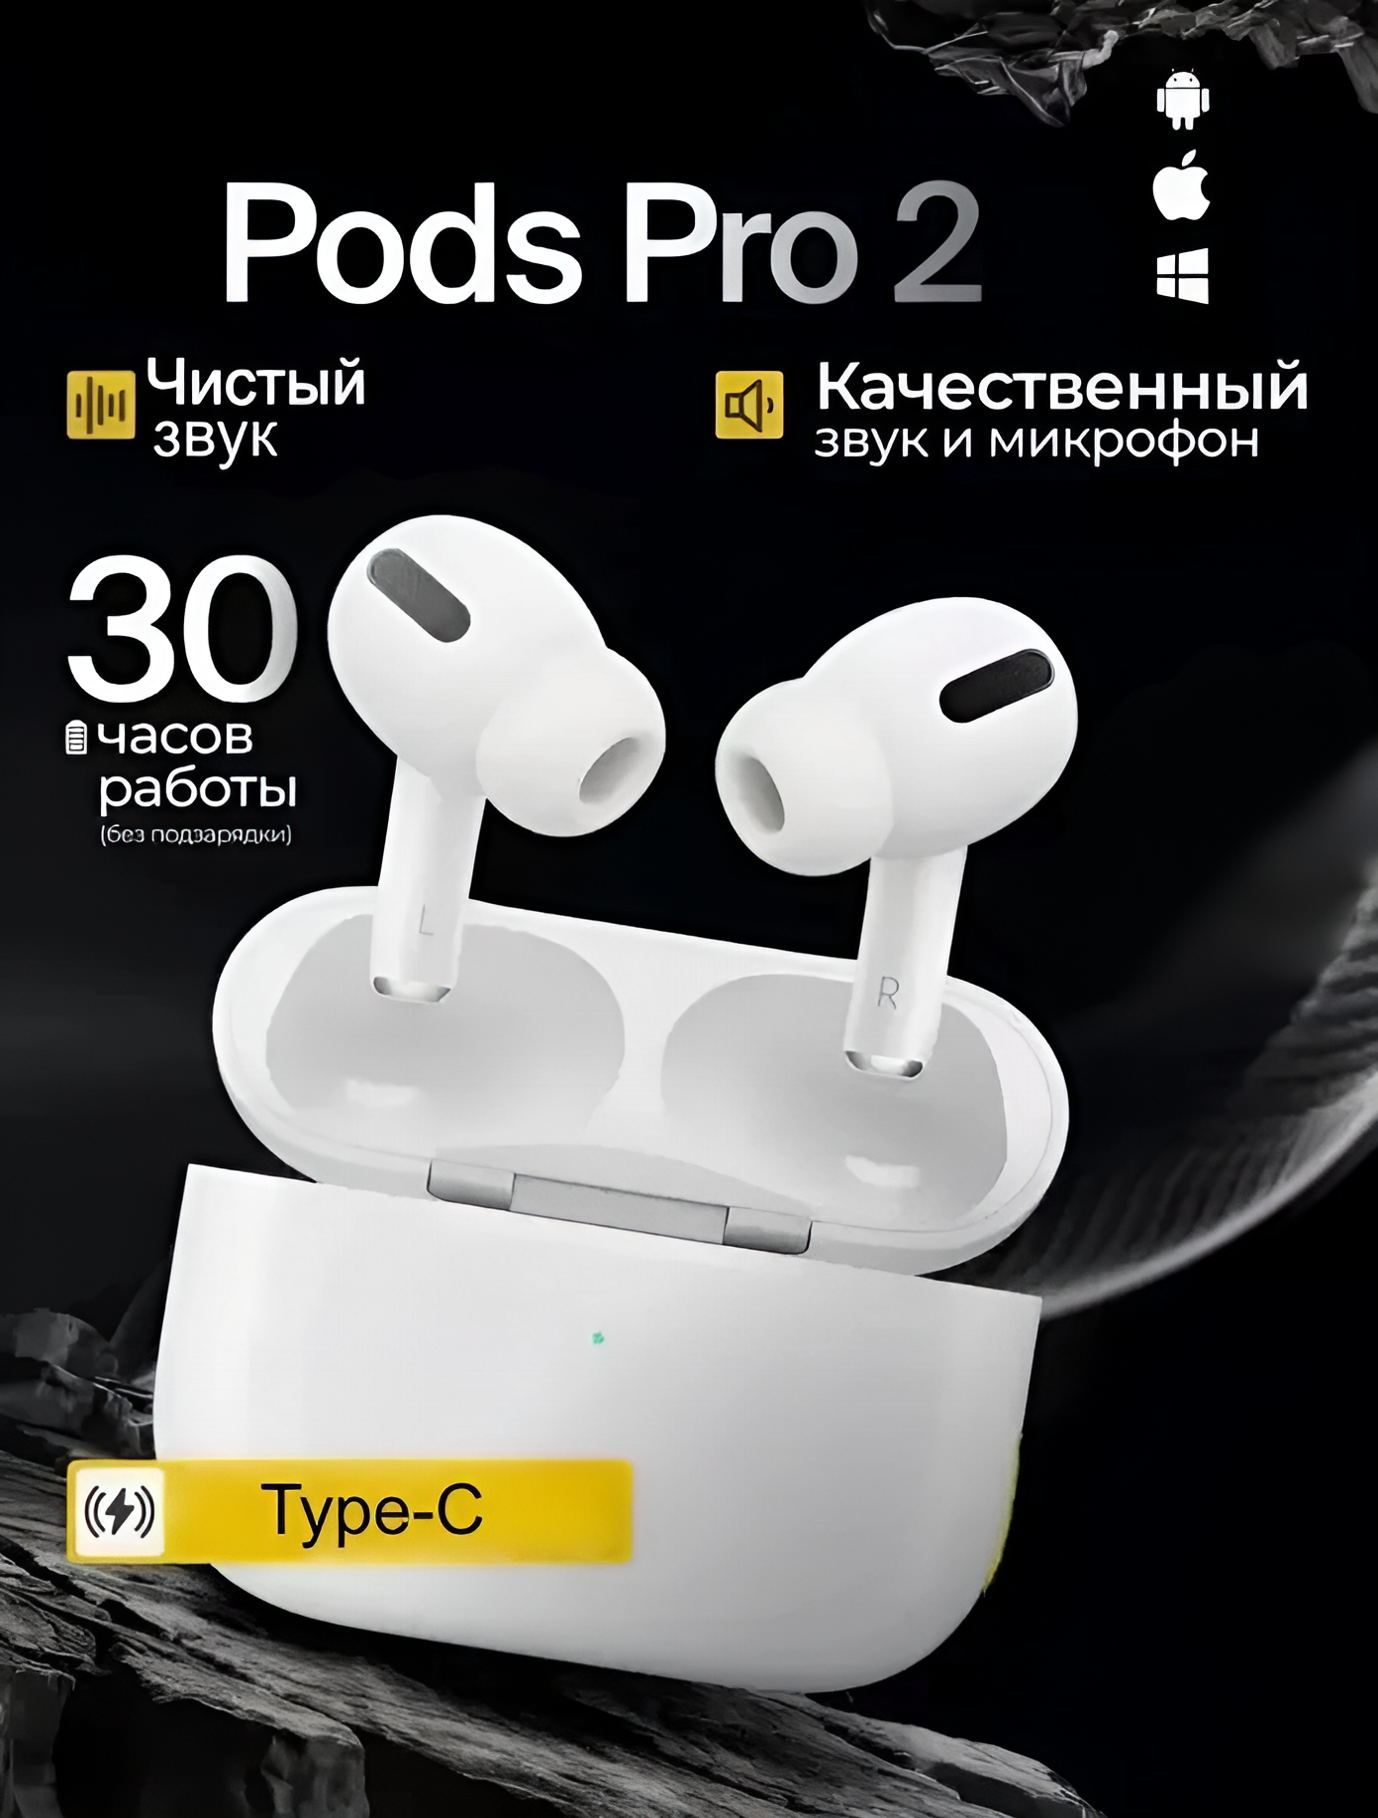 Pods Pro 2
Чистый
звук
Качественный
звук и микрофон
30
часов
работы
(без подзарядки)
L
R
Type-C